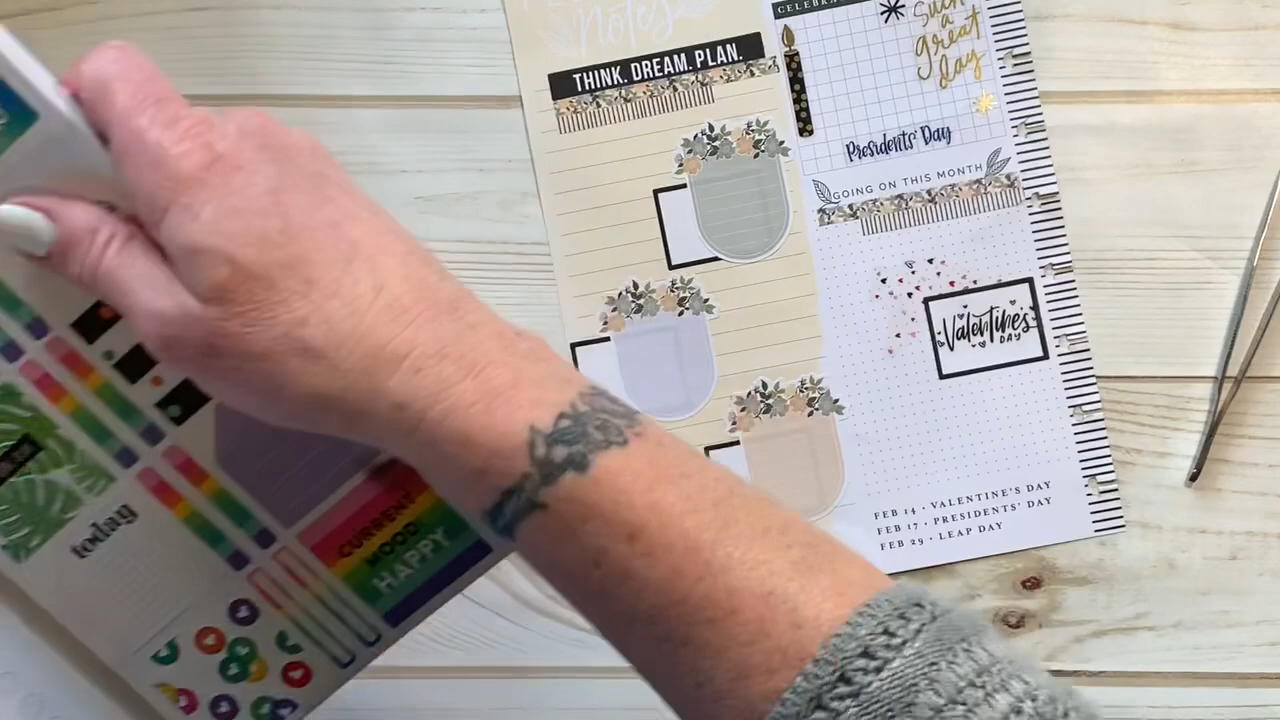 Notes
THINK. DREAM. PLAN.
Such
a
great
day
Presidents' Day
GOING ON THIS MONTH
Valentine's
DAY
FEB 14 • VALENTINE'S DAY
FEB 17 • PRESIDENTS' DAY
FEB 29 • LEAP DAY
today
CURRENT
MOOD
HAPPY